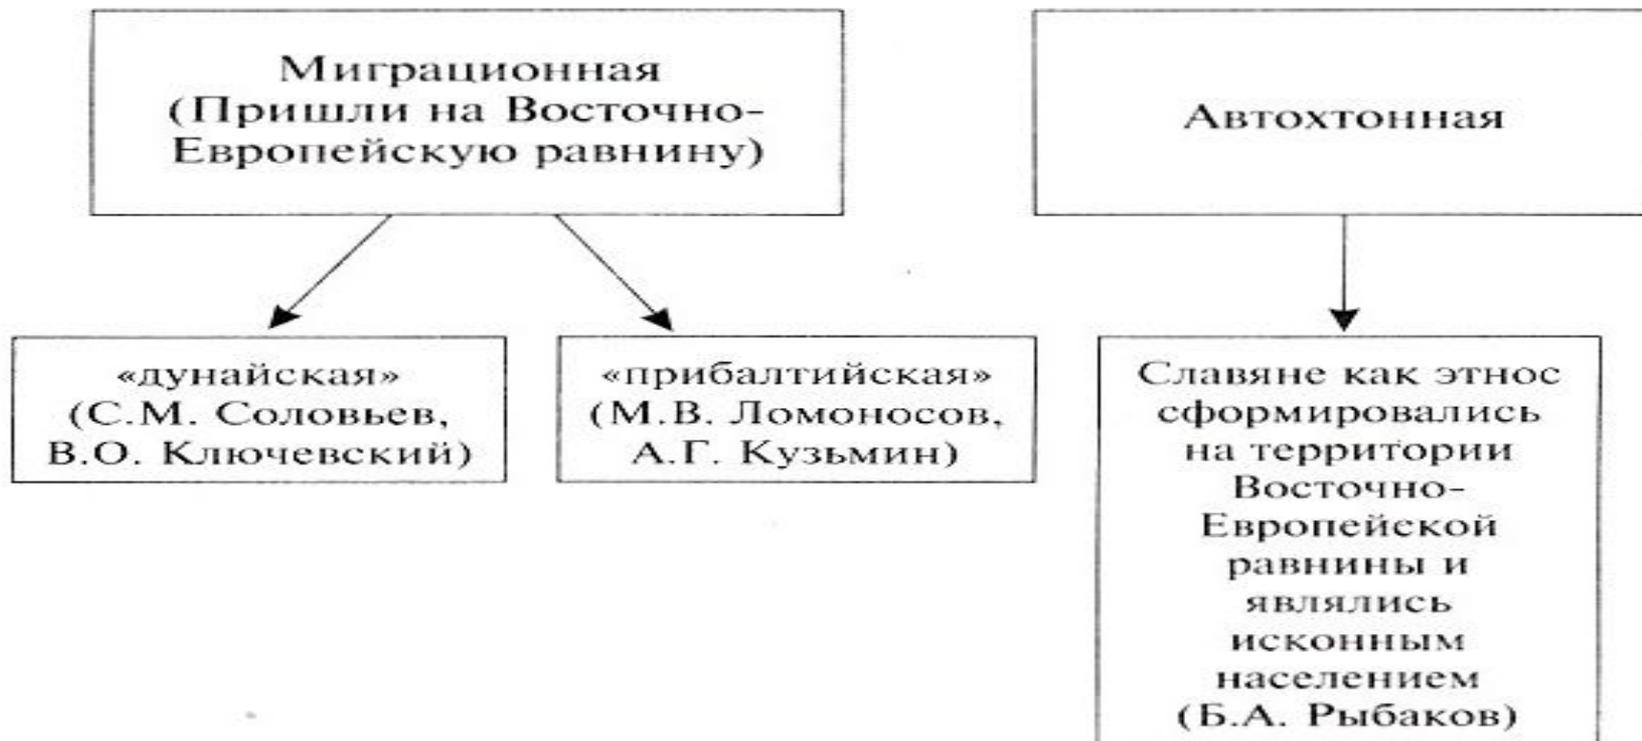 Миграционная
(Пришли на Восточно-
Европейскую равнину)
Автохтонная
«дунайская»
(С.М. Соловьев,
В.О. Ключевский)
«прибалтийская»
(М.В. Ломоносов,
А.Г. Кузьмин)
Славяне как этнос
сформировались
на территории
Восточно-
Европейской
равнины и
являлись
исконным
населением
(Б.А. Рыбаков)